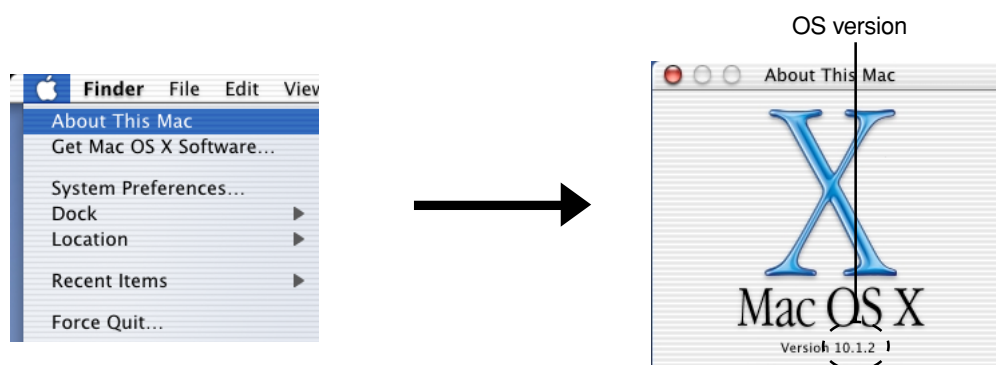 OS version
Finder File Edit View
About This Mac
Get Mac OS X Software...
System Preferences...
Dock
Location
Recent Items
Force Quit...
About This Mac
Mac OS X
Version 10.1.2